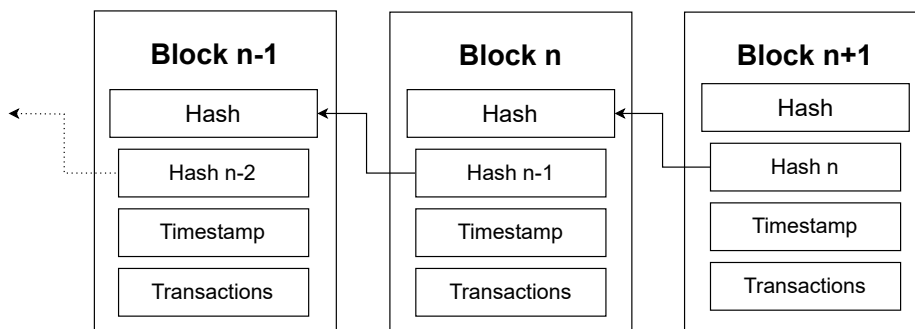 Block n-1
Hash
Hash n-2
Timestamp
Transactions
Block n
Hash
Hash n-1
Timestamp
Transactions
Block n+1
Hash
Hash n
Timestamp
Transactions